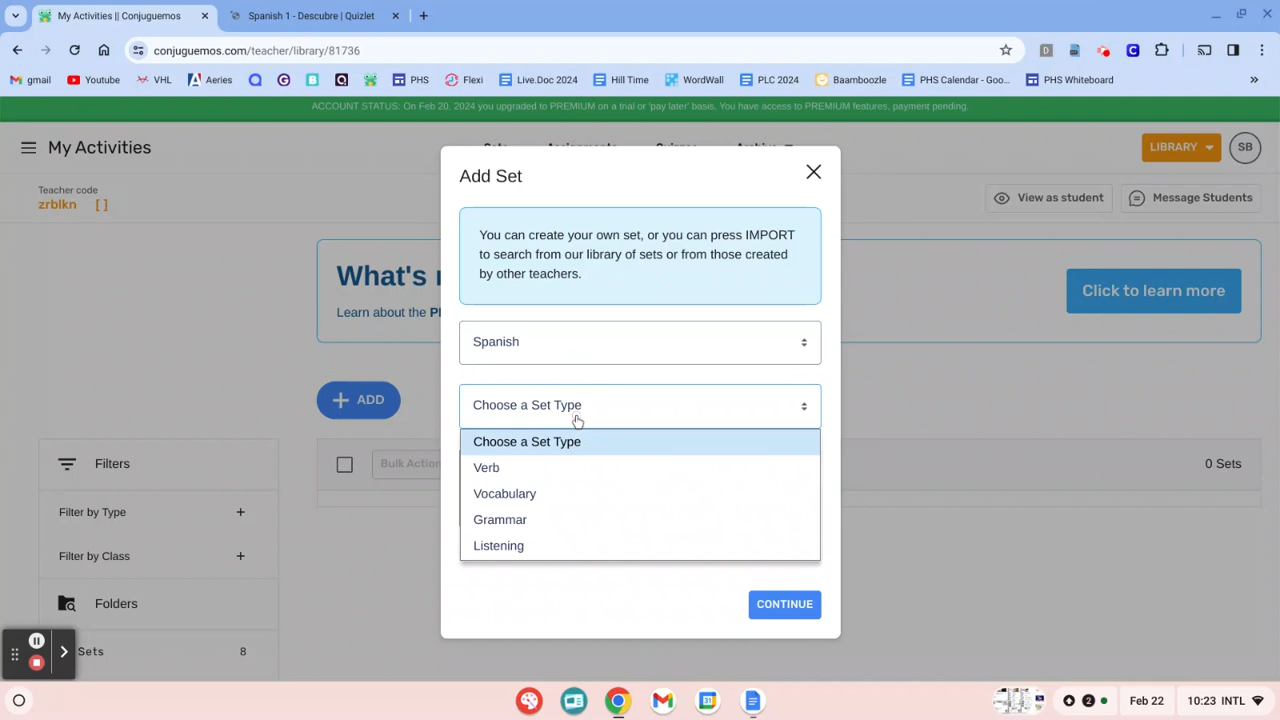 My Activities || Conjuguemos
Spanish 1 - Descubre | Quizlet
conjuguemos.com/teacher/library/81736
gmail
Youtube
VHL
Aeries
PHS
Flexi
Live.Doc 2024
Hill Time
WordWall
PLC 2024
Baamboozle
PHS Calendar - Goo...
PHS Whiteboard
ACCOUNT STATUS: On Feb 20, 2024 you upgraded to PREMIUM on a trial or 'pay later' basis. You have access to PREMIUM features, payment pending.
My Activities
LIBRARY
SB
Teacher code
zrblkn [ ]
View as student
Message Students
What's
Learn about the
Click to learn more
Add Set
You can create your own set, or you can press IMPORT
to search from our library of sets or from those created
by other teachers.
Spanish
Choose a Set Type
Choose a Set Type
Verb
Vocabulary
Grammar
Listening
CONTINUE
+ ADD
Filters
Filter by Type +
Filter by Class +
Folders
Sets 8
Bulk Action
0 Sets
Feb 22
10:23 INTL